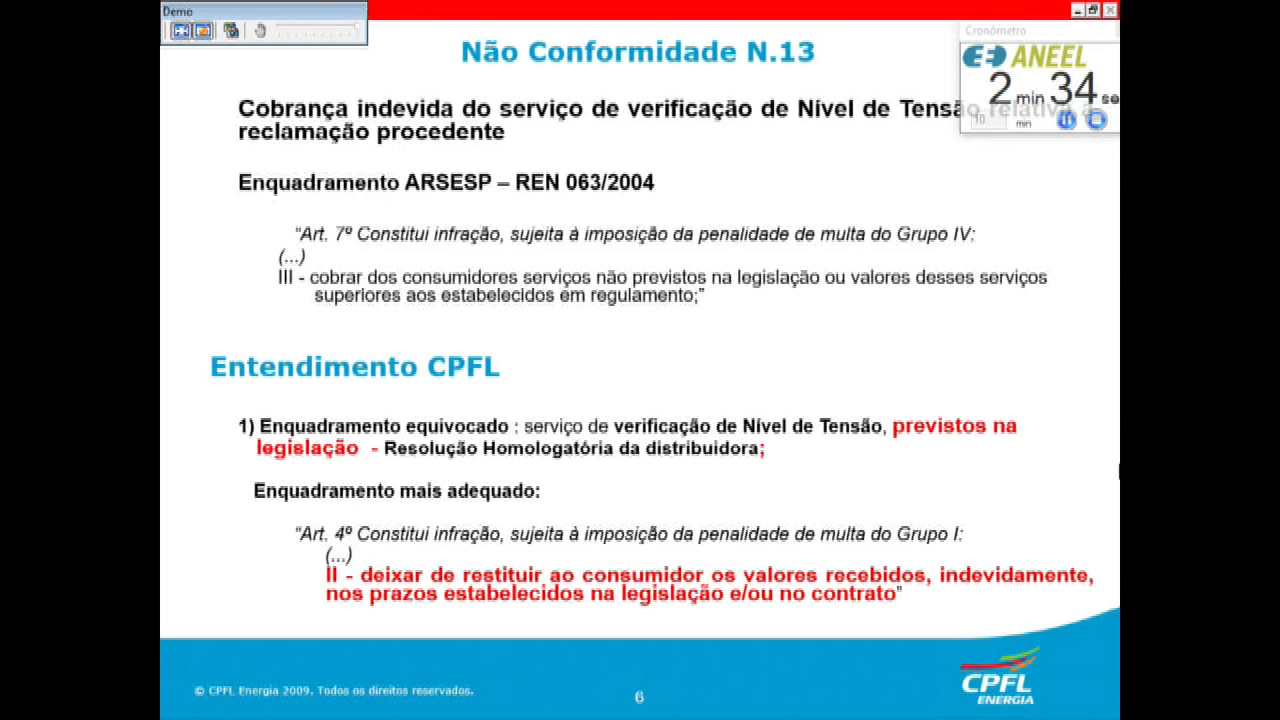 Demo
Não Conformidade N.13
Cronômetro
ANEEL
2 min 34 se
10 min
Cobrança indevida do serviço de verificação de Nível de Tensão relativa à
reclamação procedente
Enquadramento ARSESP – REN 063/2004
“Art. 7º Constitui infração, sujeita à imposição da penalidade de multa do Grupo IV:
(...)
III - cobrar dos consumidores serviços não previstos na legislação ou valores desses serviços
superiores aos estabelecidos em regulamento;”
Entendimento CPFL
1) Enquadramento equivocado : serviço de verificação de Nível de Tensão, previstos na
legislação - Resolução Homologatória da distribuidora;
Enquadramento mais adequado:
“Art. 4º Constitui infração, sujeita à imposição da penalidade de multa do Grupo I:
(...)
II - deixar de restituir ao consumidor os valores recebidos, indevidamente,
nos prazos estabelecidos na legislação e/ou no contrato”
© CPFL Energia 2009. Todos os direitos reservados.
6
CPFL
ENERGIA